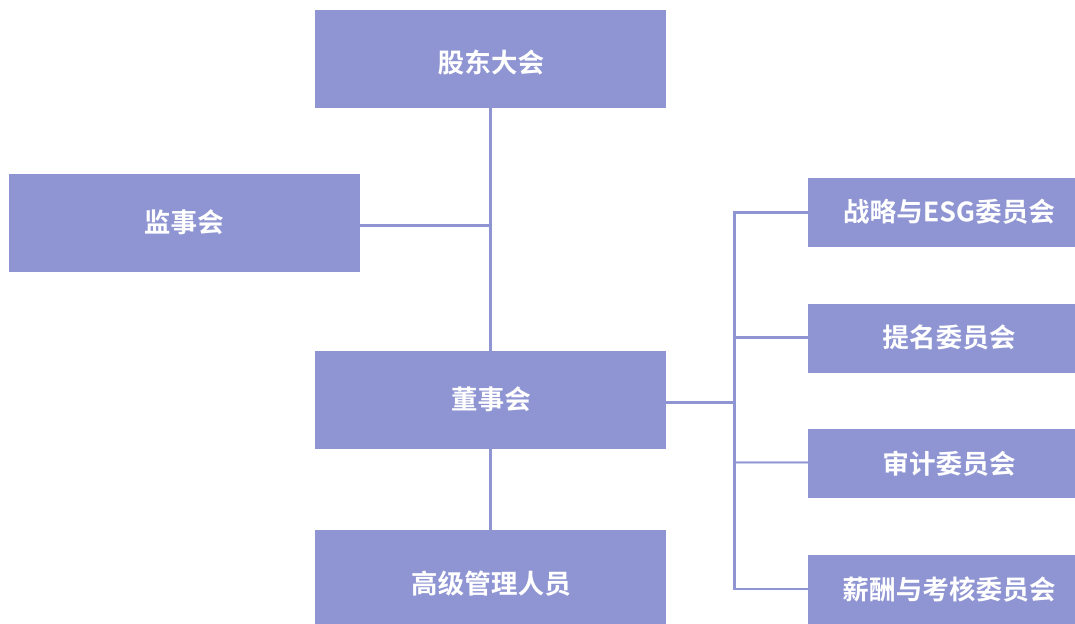 股东大会
监事会
战略与ESG委员会
提名委员会
董事会
审计委员会
高级管理人员
薪酬与考核委员会